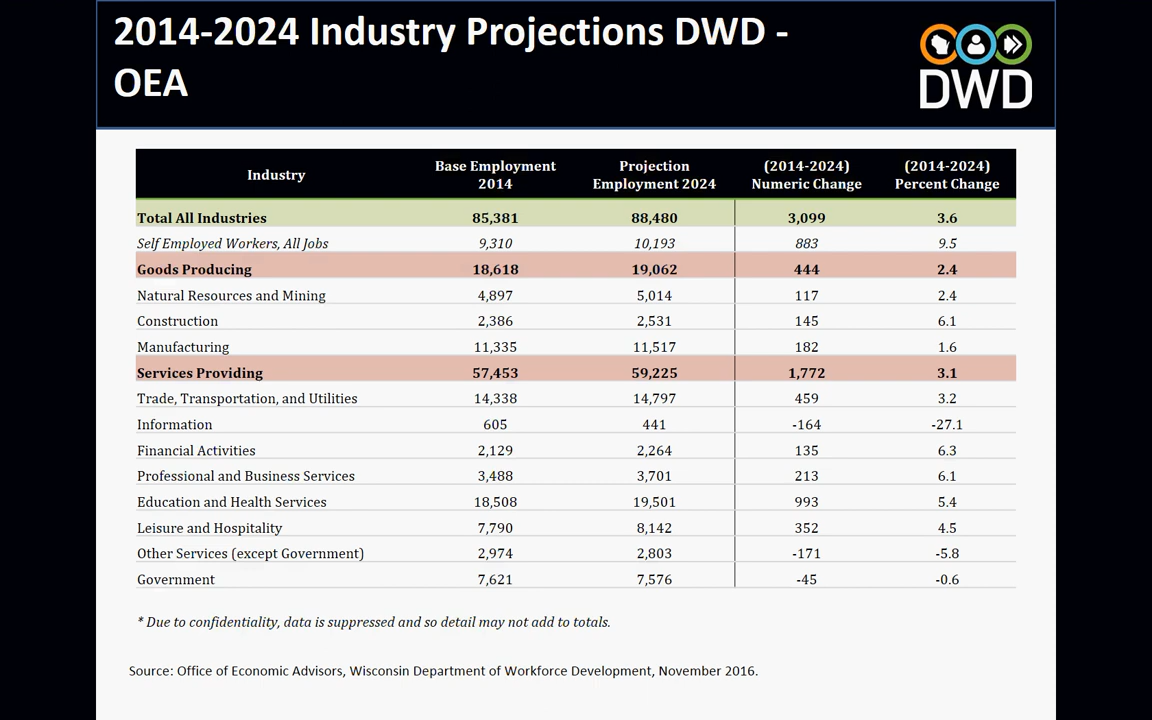 2014-2024 Industry Projections DWD -
OEA
DWD
Industry Base Employment 2014 Projection Employment 2024 (2014-2024) Numeric Change (2014-2024) Percent Change
Total All Industries 85,381 88,480 3,099 3.6
Self Employed Workers, All Jobs 9,310 10,193 883 9.5
Goods Producing 18,618 19,062 444 2.4
Natural Resources and Mining 4,897 5,014 117 2.4
Construction 2,386 2,531 145 6.1
Manufacturing 11,335 11,517 182 1.6
Services Providing 57,453 59,225 1,772 3.1
Trade, Transportation, and Utilities 14,338 14,797 459 3.2
Information 605 441 -164 -27.1
Financial Activities 2,129 2,264 135 6.3
Professional and Business Services 3,488 3,701 213 6.1
Education and Health Services 18,508 19,501 993 5.4
Leisure and Hospitality 7,790 8,142 352 4.5
Other Services (except Government) 2,974 2,803 -171 -5.8
Government 7,621 7,576 -45 -0.6
* Due to confidentiality, data is suppressed and so detail may not add to totals.
Source: Office of Economic Advisors, Wisconsin Department of Workforce Development, November 2016.